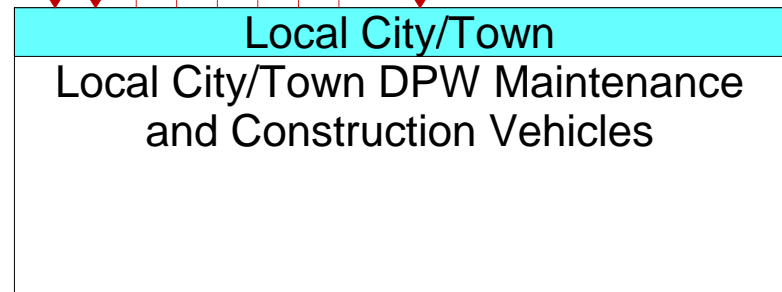 Local City/Town
Local City/Town DPW Maintenance
and Construction Vehicles